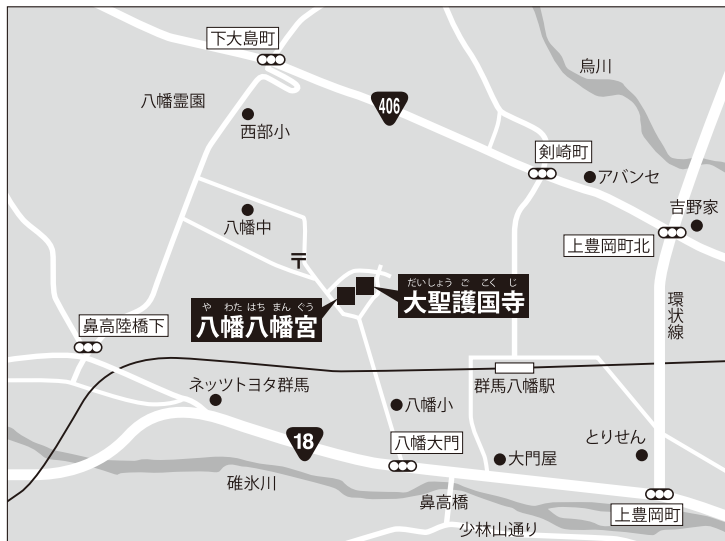 下大島町
烏川
八幡霊園
406
西部小
剣崎町
アバンセ
吉野家
八幡中
上豊岡町北
〒
だいしょうごこくじ
大聖護国寺
やわたはちまんぐう
八幡八幡宮
環状線
鼻高陸橋下
ネッツトヨタ群馬
群馬八幡駅
八幡小
18
八幡大門
とりせん
大門屋
碓氷川
鼻高橋
上豊岡町
少林山通り